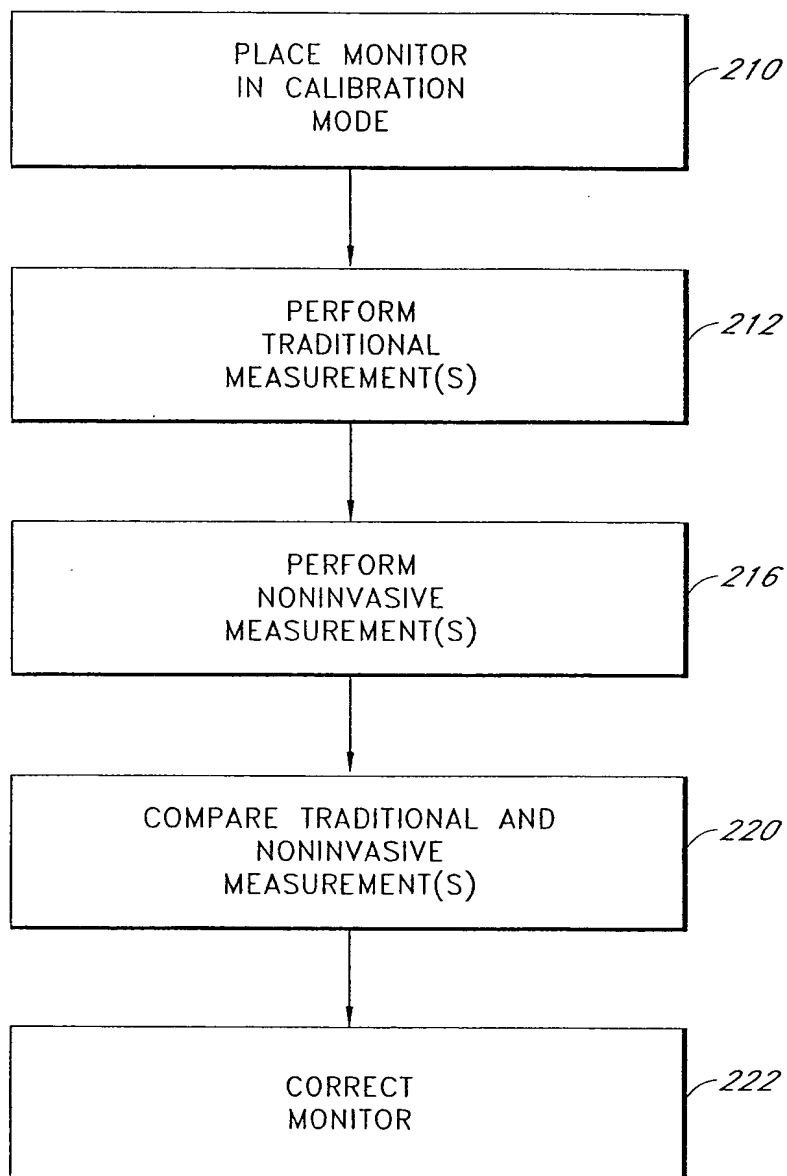 PLACE MONITOR
IN CALIBRATION
MODE
210
PERFORM
TRADITIONAL
MEASUREMENT(S)
212
PERFORM
NONINVASIVE
MEASUREMENT(S)
216
COMPARE TRADITIONAL AND
NONINVASIVE
MEASUREMENT(S)
220
CORRECT
MONITOR
222